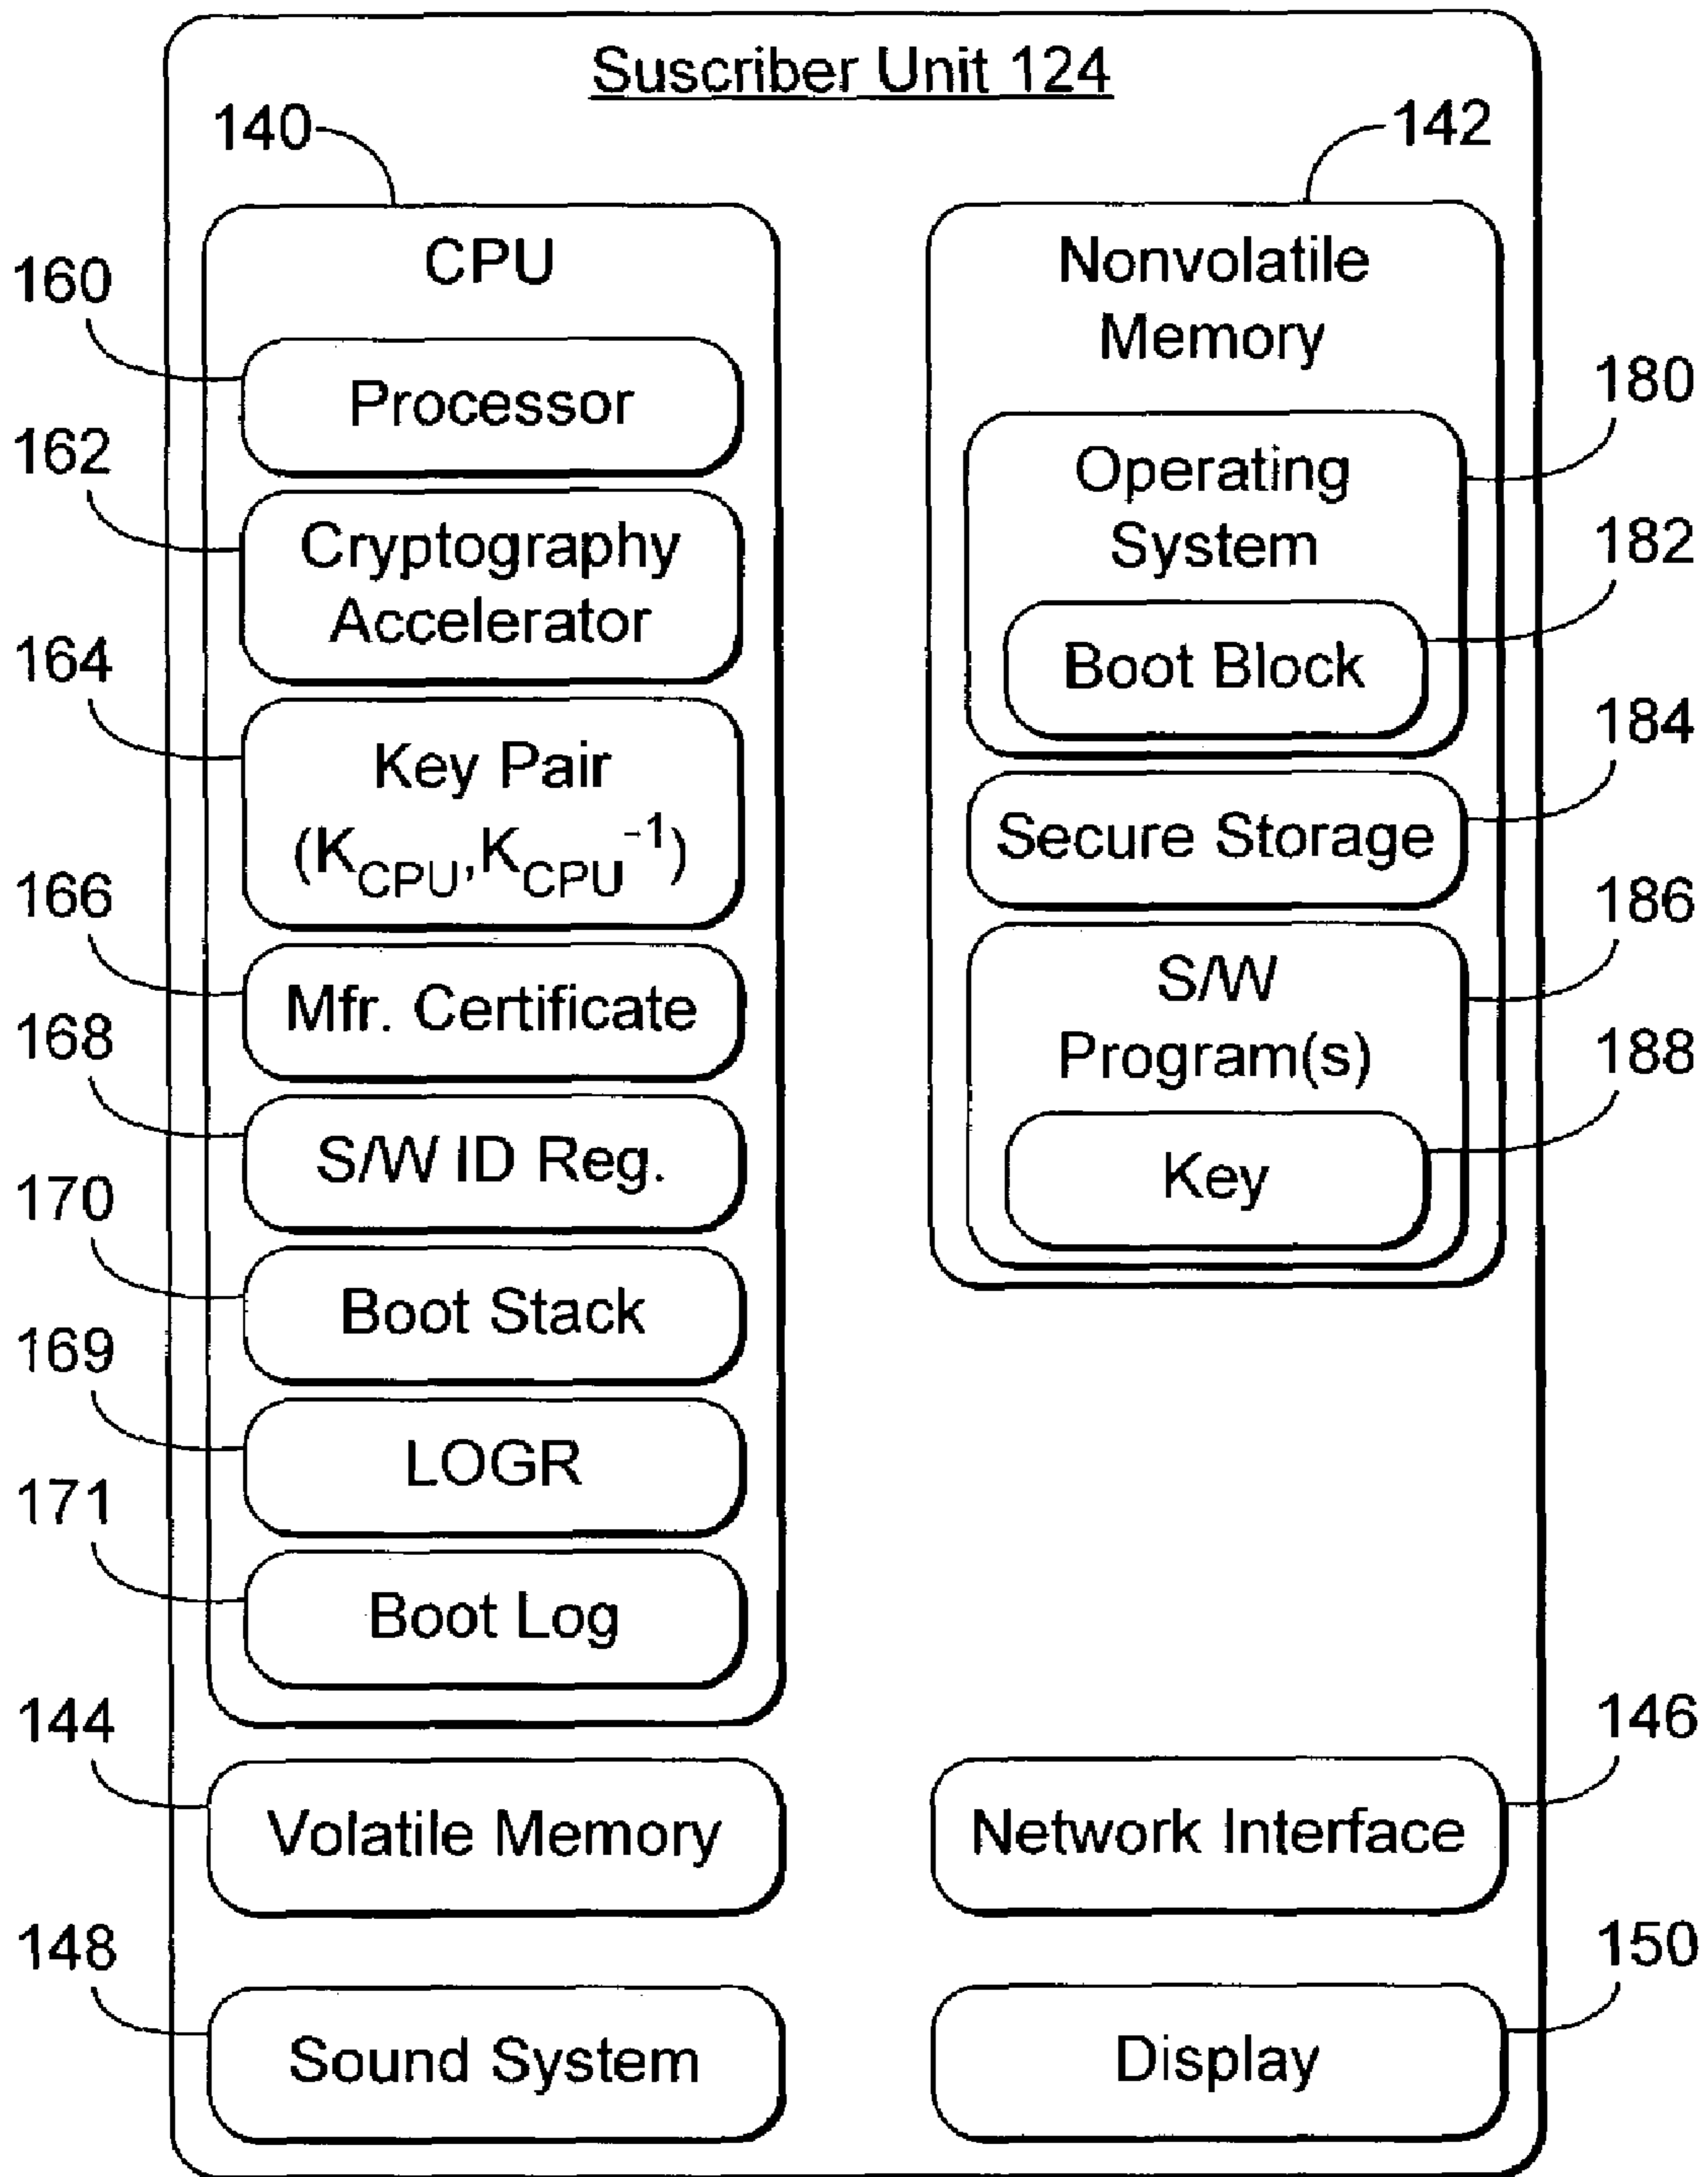 Suscriber Unit 124
140
142
CPU
160
Processor
162
Cryptography
Accelerator
164
Key Pair
(K_CPU, K_CPU^-1)
166
Mfr. Certificate
168
S/W ID Reg.
170
Boot Stack
169
LOGR
171
Boot Log
Nonvolatile
Memory
180
Operating
System
182
Boot Block
184
Secure Storage
186
S/W
Program(s)
188
Key
144
Volatile Memory
146
Network Interface
148
Sound System
150
Display